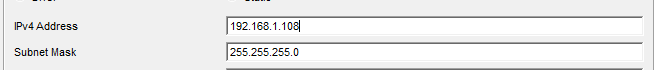 IPv4 Address 192.168.1.108
Subnet Mask 255.255.255.0